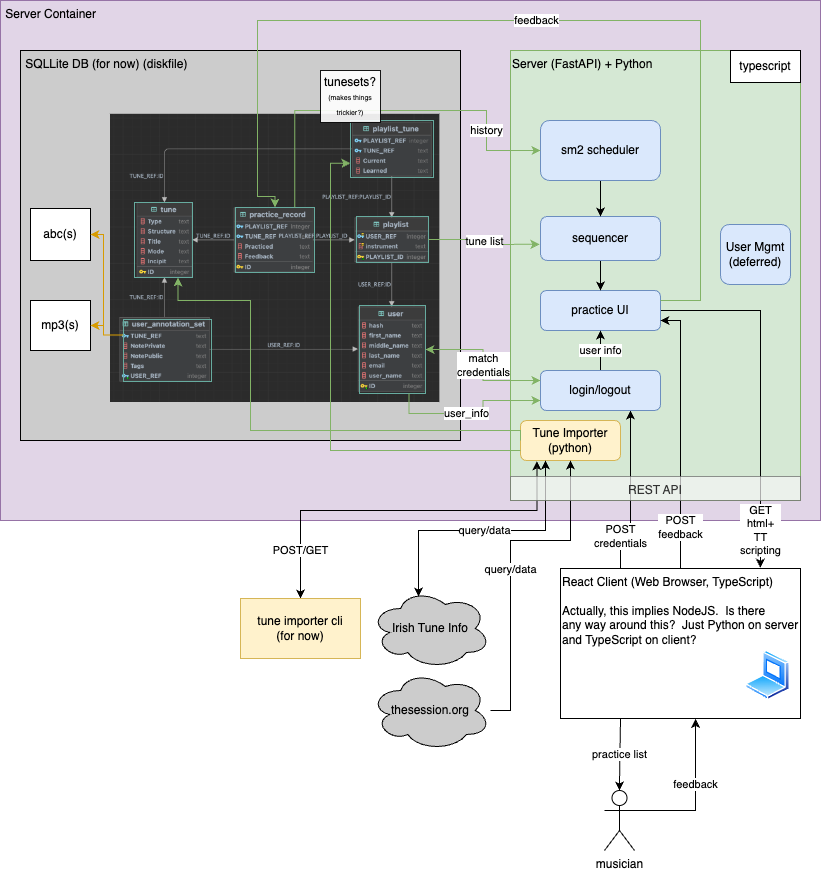 Server Container
feedback
SQLLite DB (for now) (diskfile)
Server (FastAPI) + Python
typescript
tunesets?
(makes things
trickier?)
history
sm2 scheduler
playlist_tune
PLAYLIST_REF integer
TUNE_REF text
Current text
Learned text
TUNE_REF:ID
PLAYLIST_REF:PLAYLIST_ID
tune
Type text
Structure text
Title text
Mode text
Incipit text
ID integer
practice_record
PLAYLIST_REF integer
TUNE_REF text
Practiced text
Feedback text
ID integer
playlist
USER_REF integer
instrument text
PLAYLIST_ID integer
TUNE_REF:ID
PLAYLIST_REF:PLAYLIST_ID
abc(s)
tune list
sequencer
User Mgmt
(deferred)
TUNE_REF:ID
USER_REF:ID
mp3(s)
user_annotation_set
TUNE_REF text
NotePrivate text
NotePublic text
Tags text
USER_REF integer
USER_REF:ID
user
hash text
first_name text
middle_name text
last_name text
email text
user_name text
ID integer
practice UI
user info
match
credentials
login/logout
user_info
Tune Importer
(python)
REST API
POST/GET
query/data
query/data
POST
credentials
POST
feedback
GET
html+
TT
scripting
tune importer cli
(for now)
Irish Tune Info
thesession.org
React Client (Web Browser, TypeScript)
Actually, this implies NodeJS.  Is there
any way around this?  Just Python on server
and TypeScript on client?
practice list
feedback
musician